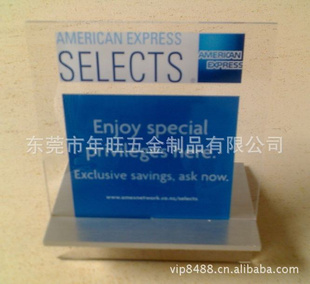 AMERICAN EXPRESS
SELECTS
AMERICAN
EXPRESS
Enjoy special
东莞市年旺五金制品有限公司
privileges here.
Exclusive savings, ask now.
vip8488.cn.alibaba.com